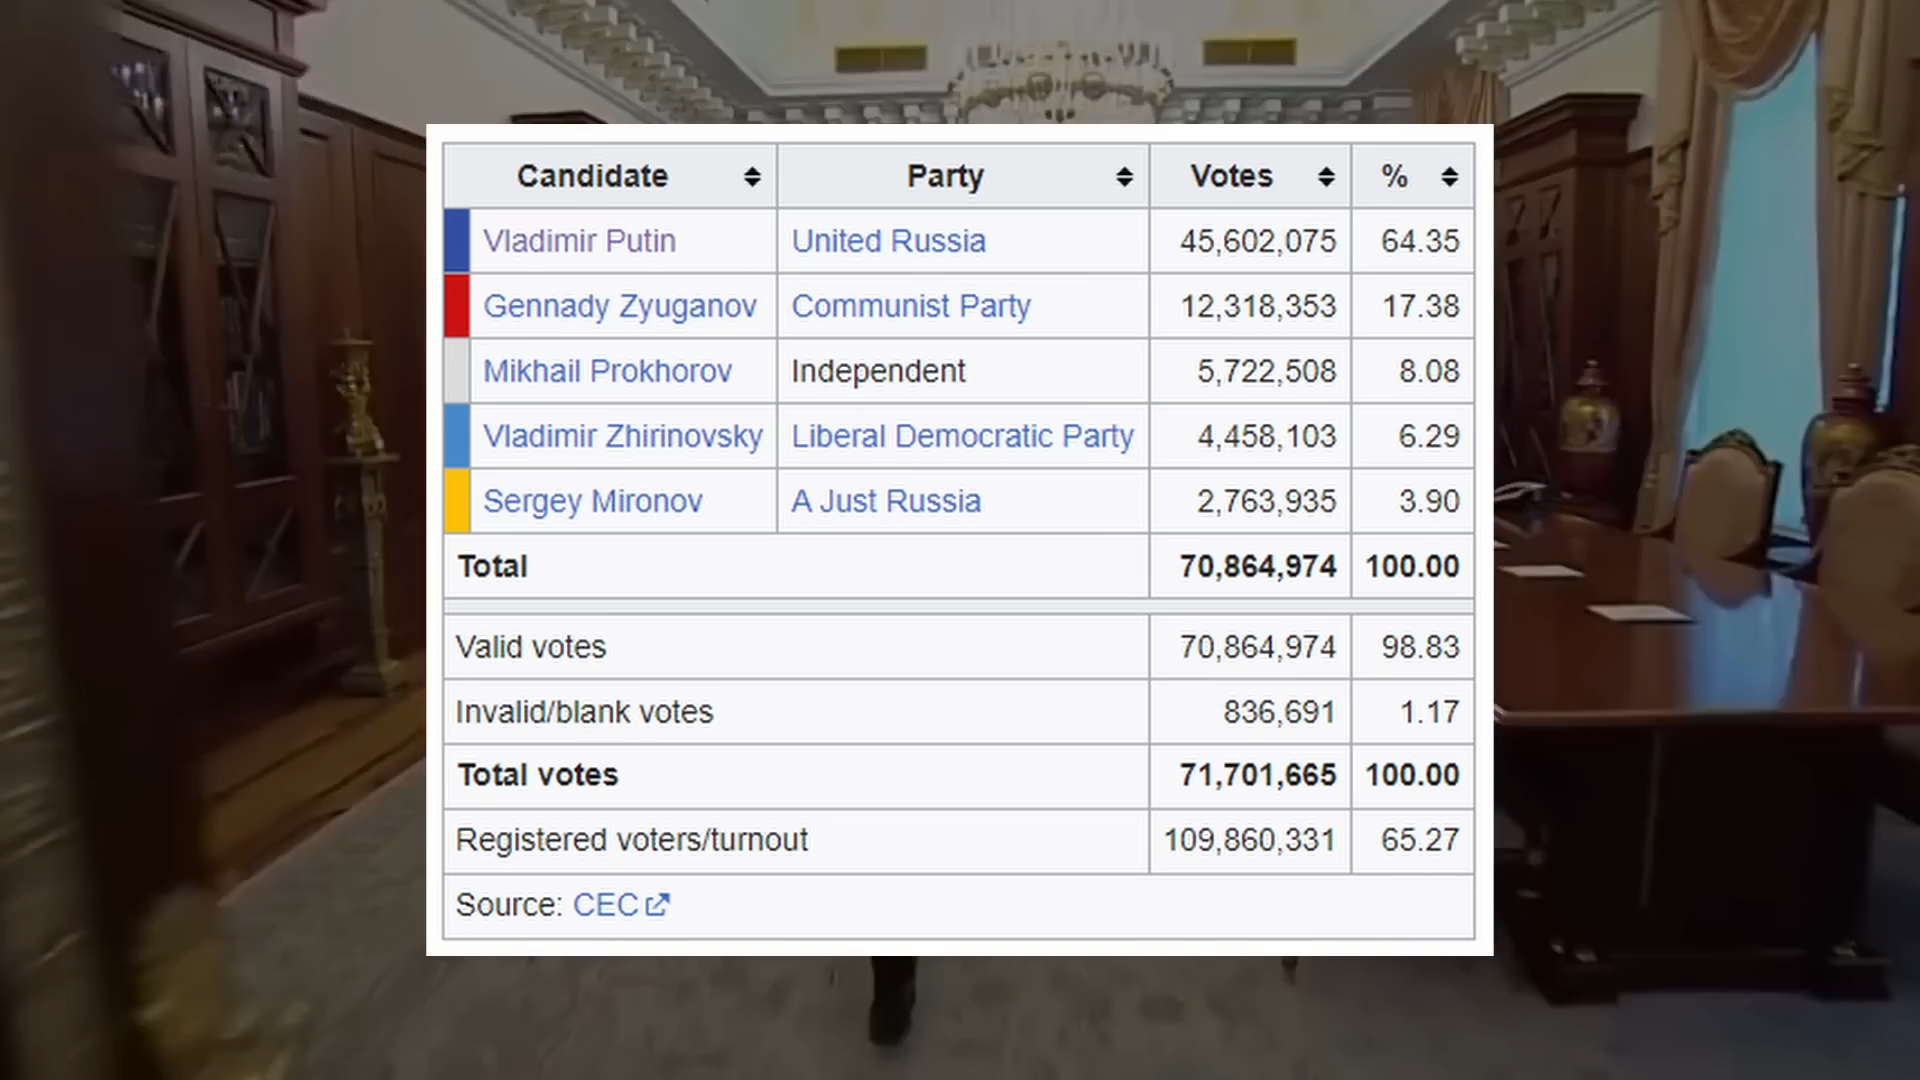 Candidate Party Votes %
Vladimir Putin United Russia 45,602,075 64.35
Gennady Zyuganov Communist Party 12,318,353 17.38
Mikhail Prokhorov Independent 5,722,508 8.08
Vladimir Zhirinovsky Liberal Democratic Party 4,458,103 6.29
Sergey Mironov A Just Russia 2,763,935 3.90
Total 70,864,974 100.00
Valid votes 70,864,974 98.83
Invalid/blank votes 836,691 1.17
Total votes 71,701,665 100.00
Registered voters/turnout 109,860,331 65.27
Source: CEC